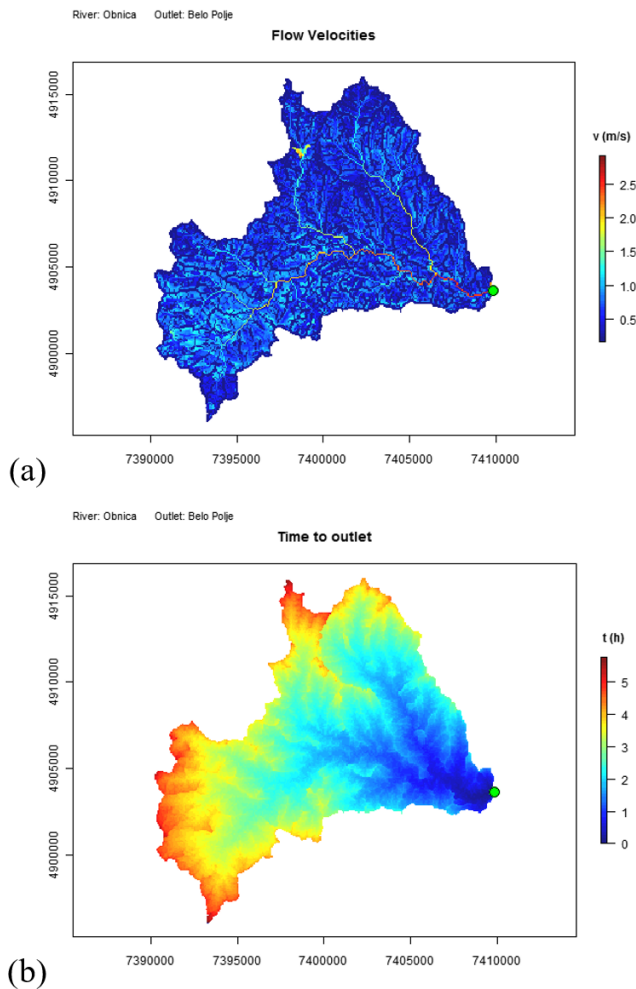 River: Obnica Outlet: Belo Polje
Flow Velocities
4915000
4910000
4905000
4900000
v (m/s)
2.5
2.0
1.5
1.0
0.5
7390000 7395000 7400000 7405000 7410000
(a)
River: Obnica Outlet: Belo Polje
Time to outlet
4915000
4910000
4905000
4900000
t (h)
5
4
3
2
1
0
7390000 7395000 7400000 7405000 7410000
(b)